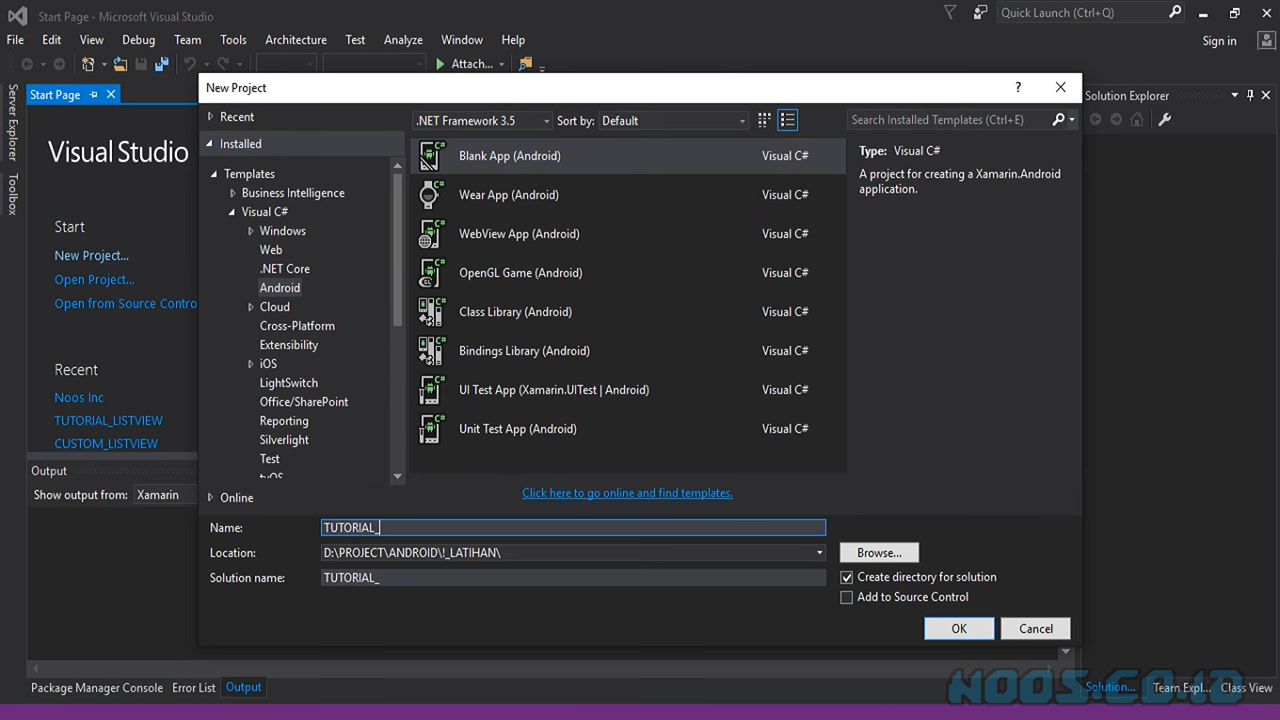 Start Page - Microsoft Visual Studio
Quick Launch (Ctrl+Q)
File Edit View Debug Team Tools Architecture Test Analyze Window Help
Sign in
Attach...
Server Explorer
Toolbox
Start Page
Visual Studio
Start
New Project...
Open Project...
Open from Source Contro
Recent
Noos Inc
TUTORIAL_LISTVIEW
CUSTOM_LISTVIEW
New Project
?
Recent
Installed
Templates
Business Intelligence
Visual C#
Windows
Web
.NET Core
Android
Cloud
Cross-Platform
Extensibility
iOS
LightSwitch
Office/SharePoint
Reporting
Silverlight
Test
tvOS
Online
.NET Framework 3.5
Sort by: Default
Search Installed Templates (Ctrl+E)
Blank App (Android) Visual C#
Wear App (Android) Visual C#
WebView App (Android) Visual C#
OpenGL Game (Android) Visual C#
Class Library (Android) Visual C#
Bindings Library (Android) Visual C#
UI Test App (Xamarin.UITest | Android) Visual C#
Unit Test App (Android) Visual C#
Type: Visual C#
A project for creating a Xamarin.Android
application.
Click here to go online and find templates.
Name: TUTORIAL_
Location: D:\PROJECT\ANDROID\!_LATIHAN\
Browse...
Solution name: TUTORIAL_
Create directory for solution
Add to Source Control
OK
Cancel
Solution Explorer
Output
Show output from: Xamarin
Package Manager Console Error List Output
Solution... Team Expl... Class View
NOOS.CO.ID